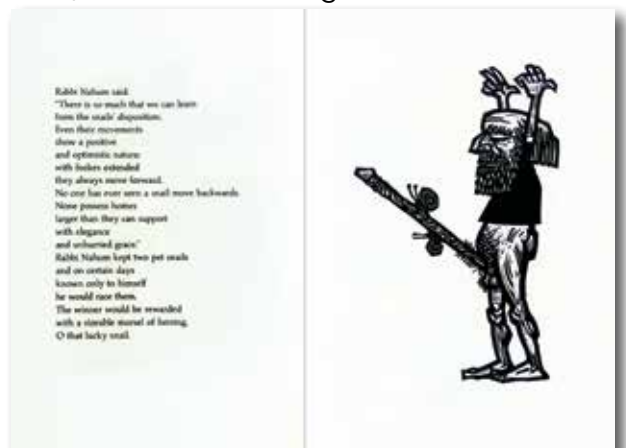 Rabbi Nahum said:
"There is so much that we can learn
from the snails' disposition.
Even their movements
show a positive
and optimistic nature:
with feelers extended
they always move forward.
No one has ever seen a snail move backwards.
None possess homes
larger than they can support
with elegance
and unhurried grace."
Rabbi Nahum kept two pet snails
and on certain days
known only to himself
he would race them.
The winner would be rewarded
with a sizeable morsel of herring.
O that lucky snail.